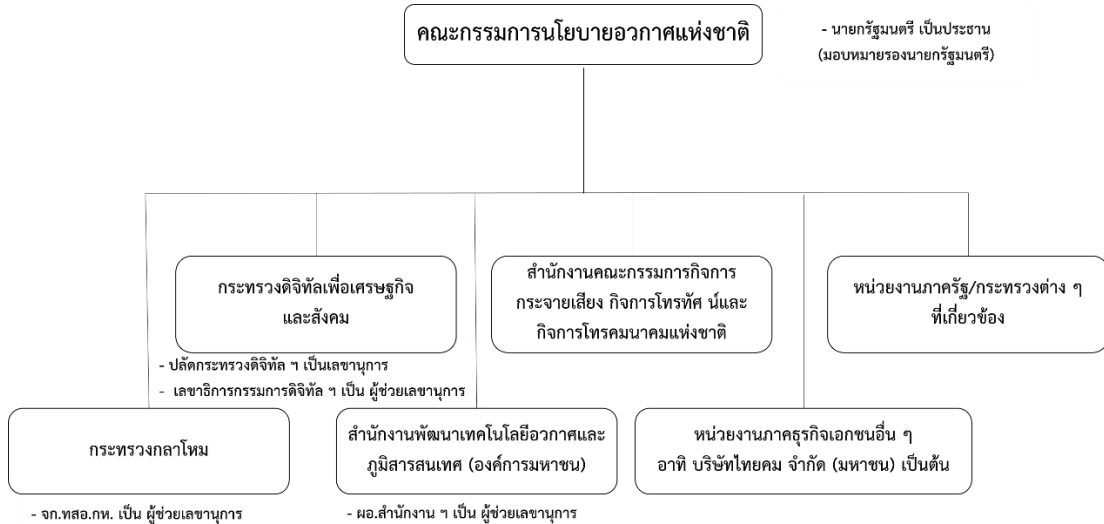 คณะกรรมการนโยบายอวกาศแห่งชาติ
- นายกรัฐมนตรี เป็นประธาน
(มอบหมายรองนายกรัฐมนตรี)
กระทรวงดิจิทัลเพื่อเศรษฐกิจ
และสังคม
- ปลัดกระทรวงดิจิทัล ฯ เป็นเลขานุการ
- เลขาธิการกรรมการดิจิทัล ฯ เป็น ผู้ช่วยเลขานุการ
สำนักงานคณะกรรมการกิจการ
กระจายเสียง กิจการโทรทัศ น์และ
กิจการโทรคมนาคมแห่งชาติ
หน่วยงานภาครัฐ/กระทรวงต่าง ๆ
ที่เกี่ยวข้อง
กระทรวงกลาโหม
- จก.ทสอ.กห. เป็น ผู้ช่วยเลขานุการ
สำนักงานพัฒนาเทคโนโลยีอวกาศและ
ภูมิสารสนเทศ (องค์การมหาชน)
- ผอ.สำนักงาน ฯ เป็น ผู้ช่วยเลขานุการ
หน่วยงานภาคธุรกิจเอกชนอื่น ๆ
อาทิ บริษัทไทยคม จำกัด (มหาชน) เป็นต้น